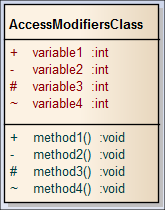 AccessModifiersClass
+ variable1 :int
- variable2 :int
# variable3 :int
~ variable4 :int
+ method1() :void
- method2() :void
# method3() :void
~ method4() :void